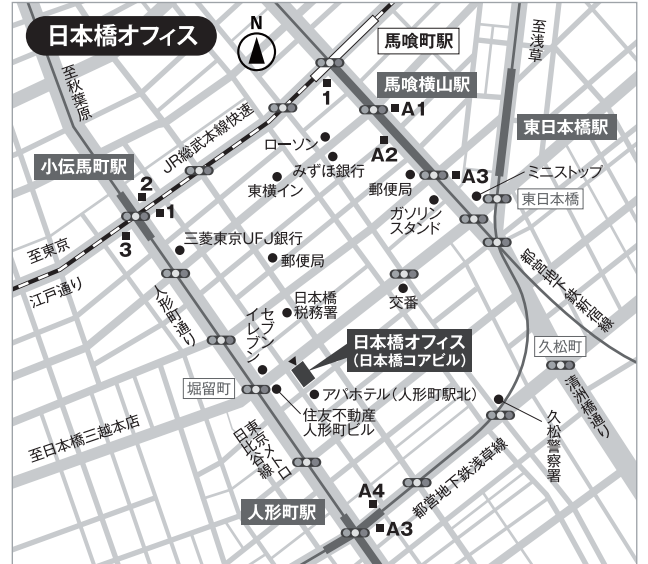 日本橋オフィス
N
馬喰町駅
至浅草
至秋葉原
馬喰横山駅
1
A1
JR総武本線快速
ローソン
A2
東日本橋駅
小伝馬町駅
みずほ銀行
A3
ミニストップ
東横イン
郵便局
2
1
ガソリン
スタンド
東日本橋
3
三菱東京UFJ銀行
至東京
郵便局
江戸通り
都営地下鉄新宿線
人形町通り
日本橋
税務署
交番
セブン
イレブン
日本橋オフィス
(日本橋コアビル)
久松町
堀留町
アパホテル(人形町駅北)
清洲橋通り
住友不動産
人形町ビル
至日本橋三越本店
久松警察署
東京メトロ
日比谷線
都営地下鉄浅草線
A4
人形町駅
A3